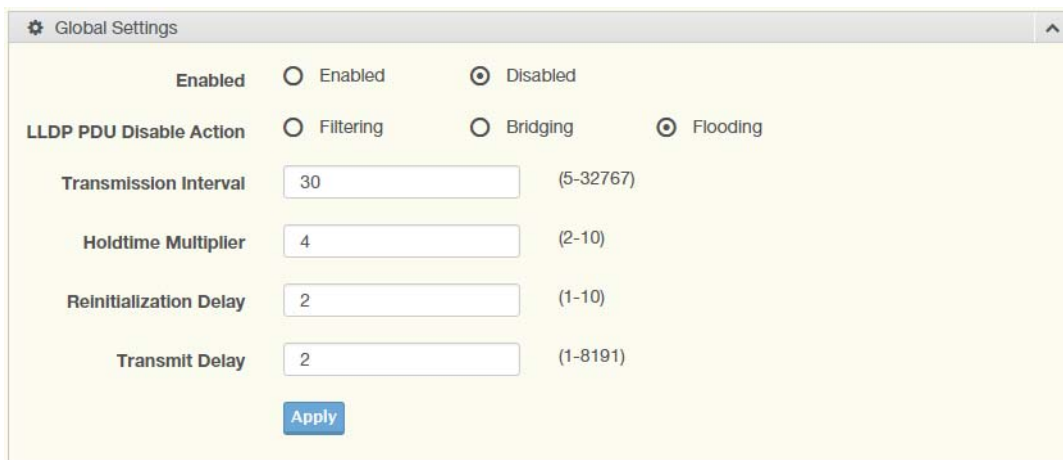 Global Settings
Enabled Enabled Disabled
LLDP PDU Disable Action Filtering Bridging Flooding
Transmission Interval 30 (5-32767)
Holdtime Multiplier 4 (2-10)
Reinitialization Delay 2 (1-10)
Transmit Delay 2 (1-8191)
Apply